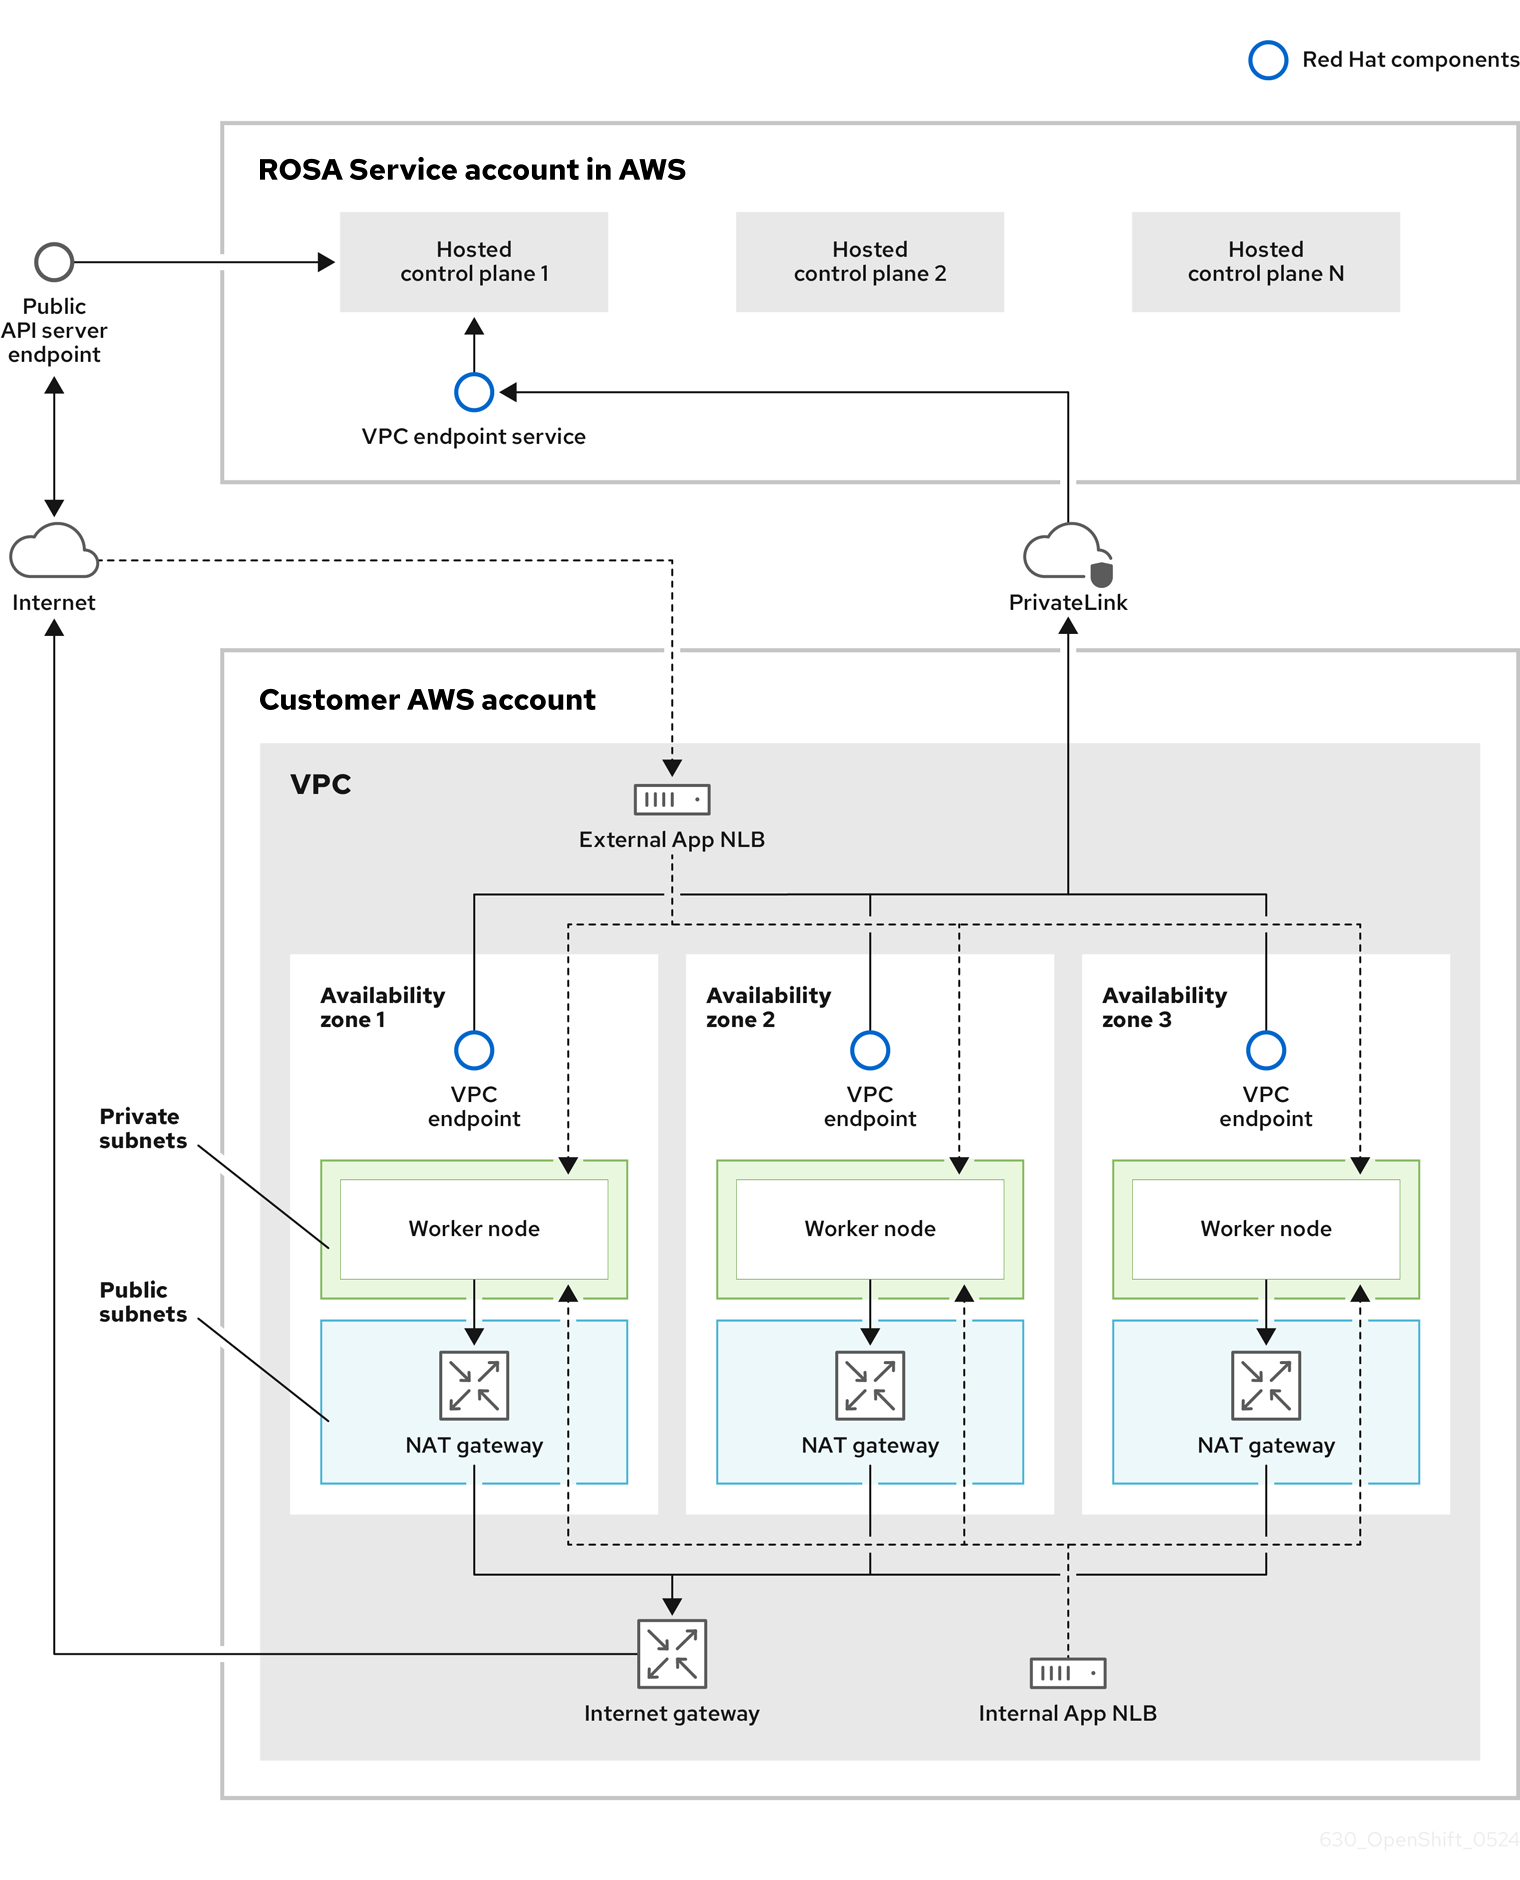 Red Hat components
ROSA Service account in AWS
Hosted
control plane 1
Hosted
control plane 2
Hosted
control plane N
Public
API server
endpoint
VPC endpoint service
Internet
PrivateLink
Customer AWS account
VPC
External App NLB
Availability
zone 1
Availability
zone 2
Availability
zone 3
VPC
endpoint
VPC
endpoint
VPC
endpoint
Private
subnets
Worker node
Worker node
Worker node
Public
subnets
NAT gateway
NAT gateway
NAT gateway
Internet gateway
Internal App NLB
630_OpenShift_0524